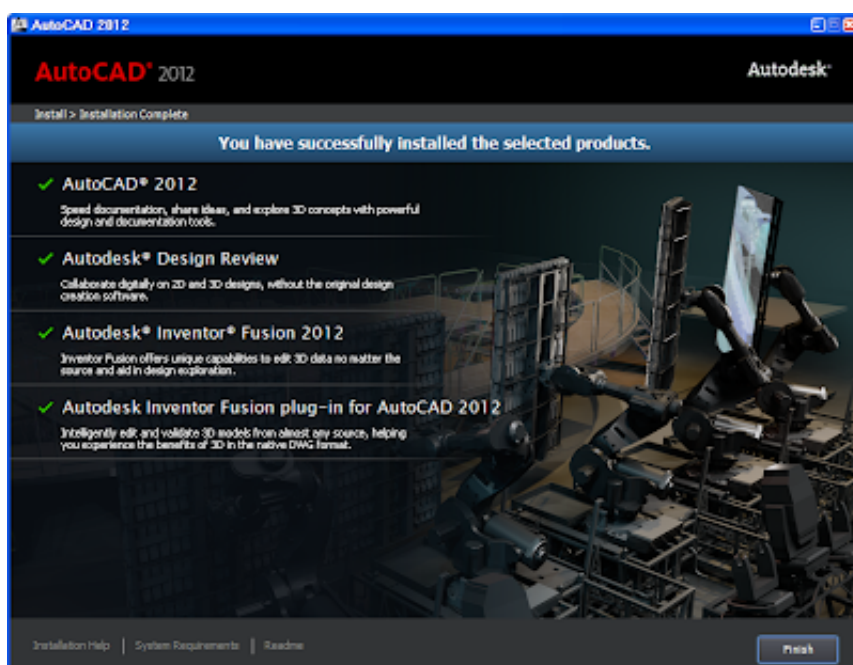 AutoCAD 2012
AutoCAD® 2012
Autodesk®
Install > Installation Complete
You have successfully installed the selected products.
AutoCAD® 2012
Speed documentation, share ideas, and explore 3D concepts with powerful
design and documentation tools.
Autodesk® Design Review
Collaborate digitally on 2D and 3D designs, without the original design
creation software.
Autodesk® Inventor® Fusion 2012
Inventor Fusion offers unique capabilities to edit 3D data no matter the
source and aid in design exploration.
Autodesk Inventor Fusion plug-in for AutoCAD 2012
Intelligently edit and validate 3D models from almost any source, helping
you experience the benefits of 3D in the native DWG format.
Installation Help | System Requirements | Readme
Finish